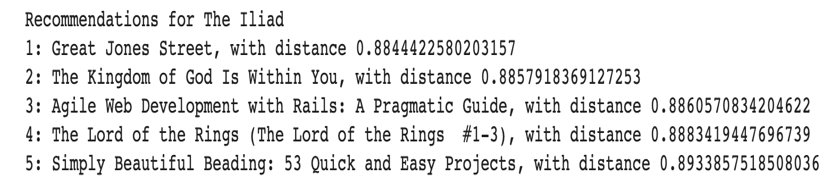 Recommendations for The Iliad
1: Great Jones Street, with distance 0.8844422580203157
2: The Kingdom of God Is Within You, with distance 0.8857918369127253
3: Agile Web Development with Rails: A Pragmatic Guide, with distance 0.8860570834204622
4: The Lord of the Rings (The Lord of the Rings  #1-3), with distance 0.8883419447696739
5: Simply Beautiful Beading: 53 Quick and Easy Projects, with distance 0.8933857518508036